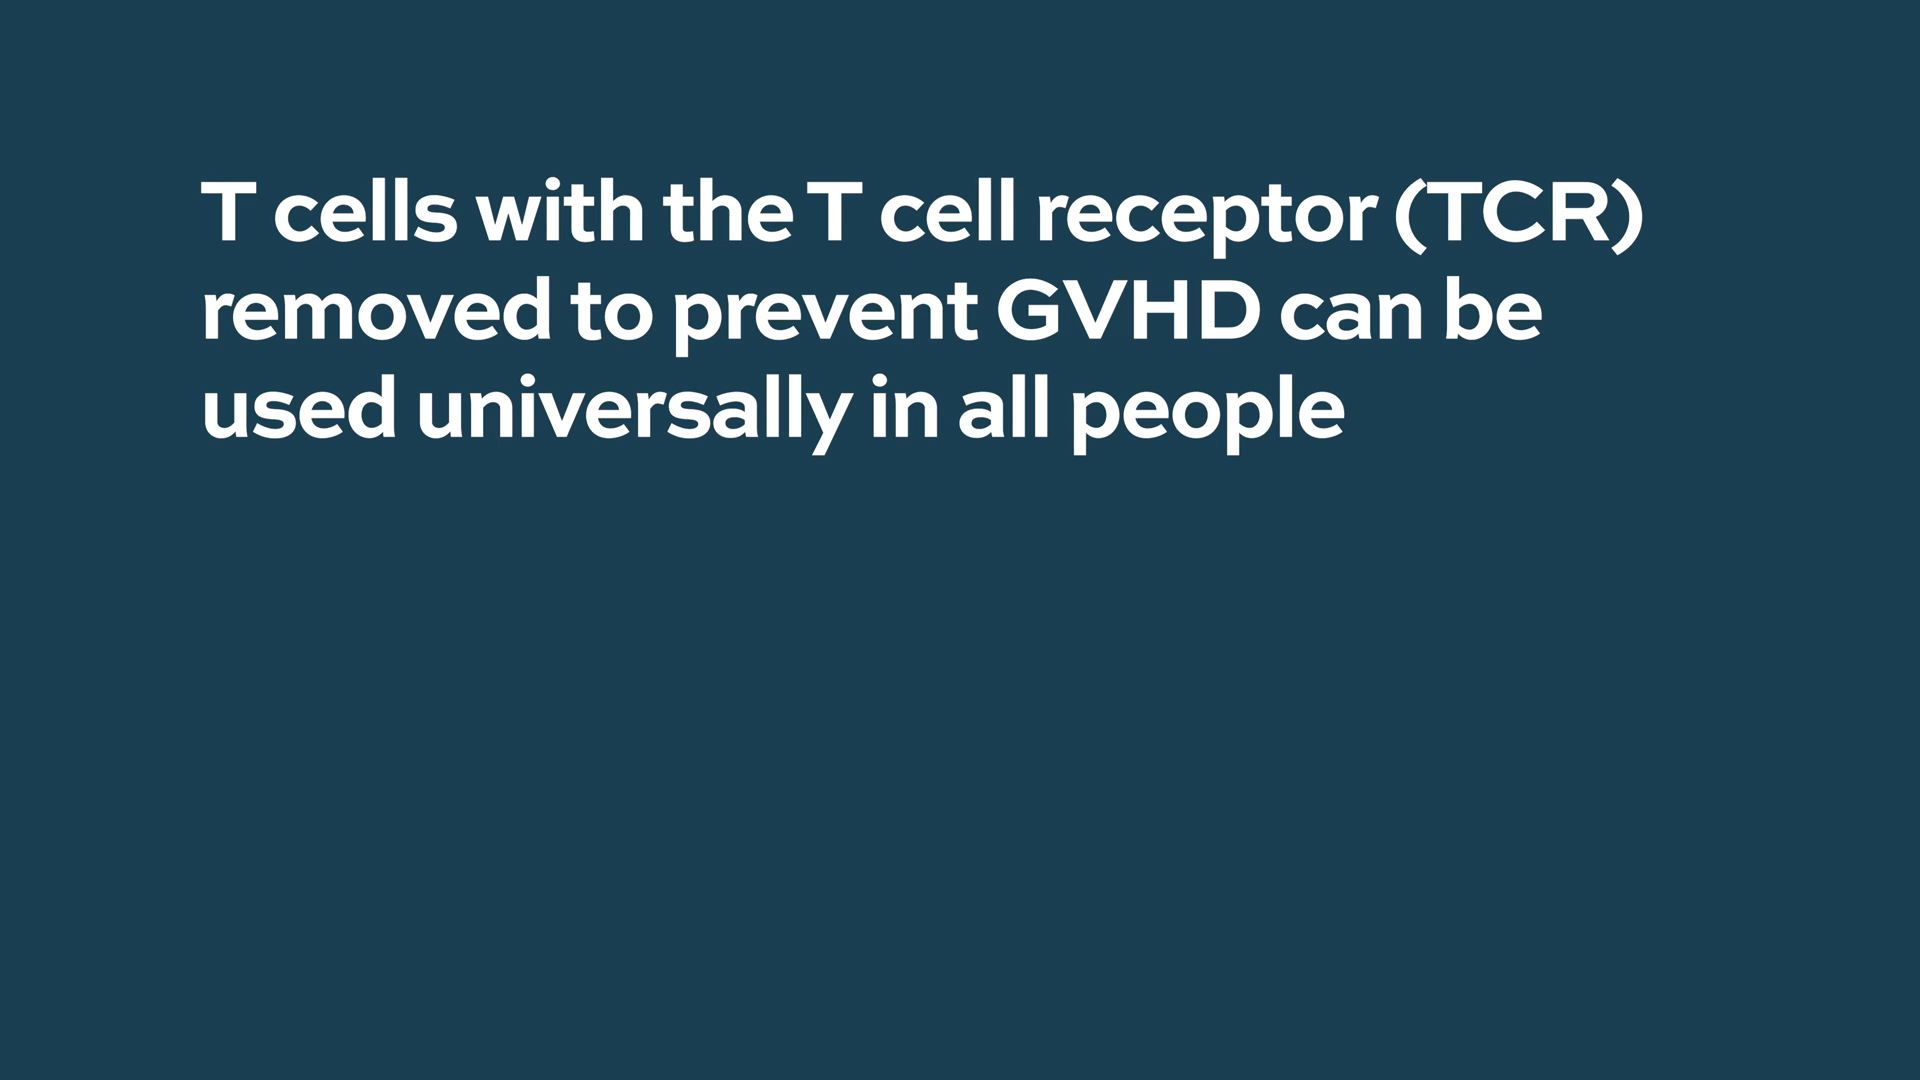 T cells with the T cell receptor (TCR)
removed to prevent GVHD can be
used universally in all people